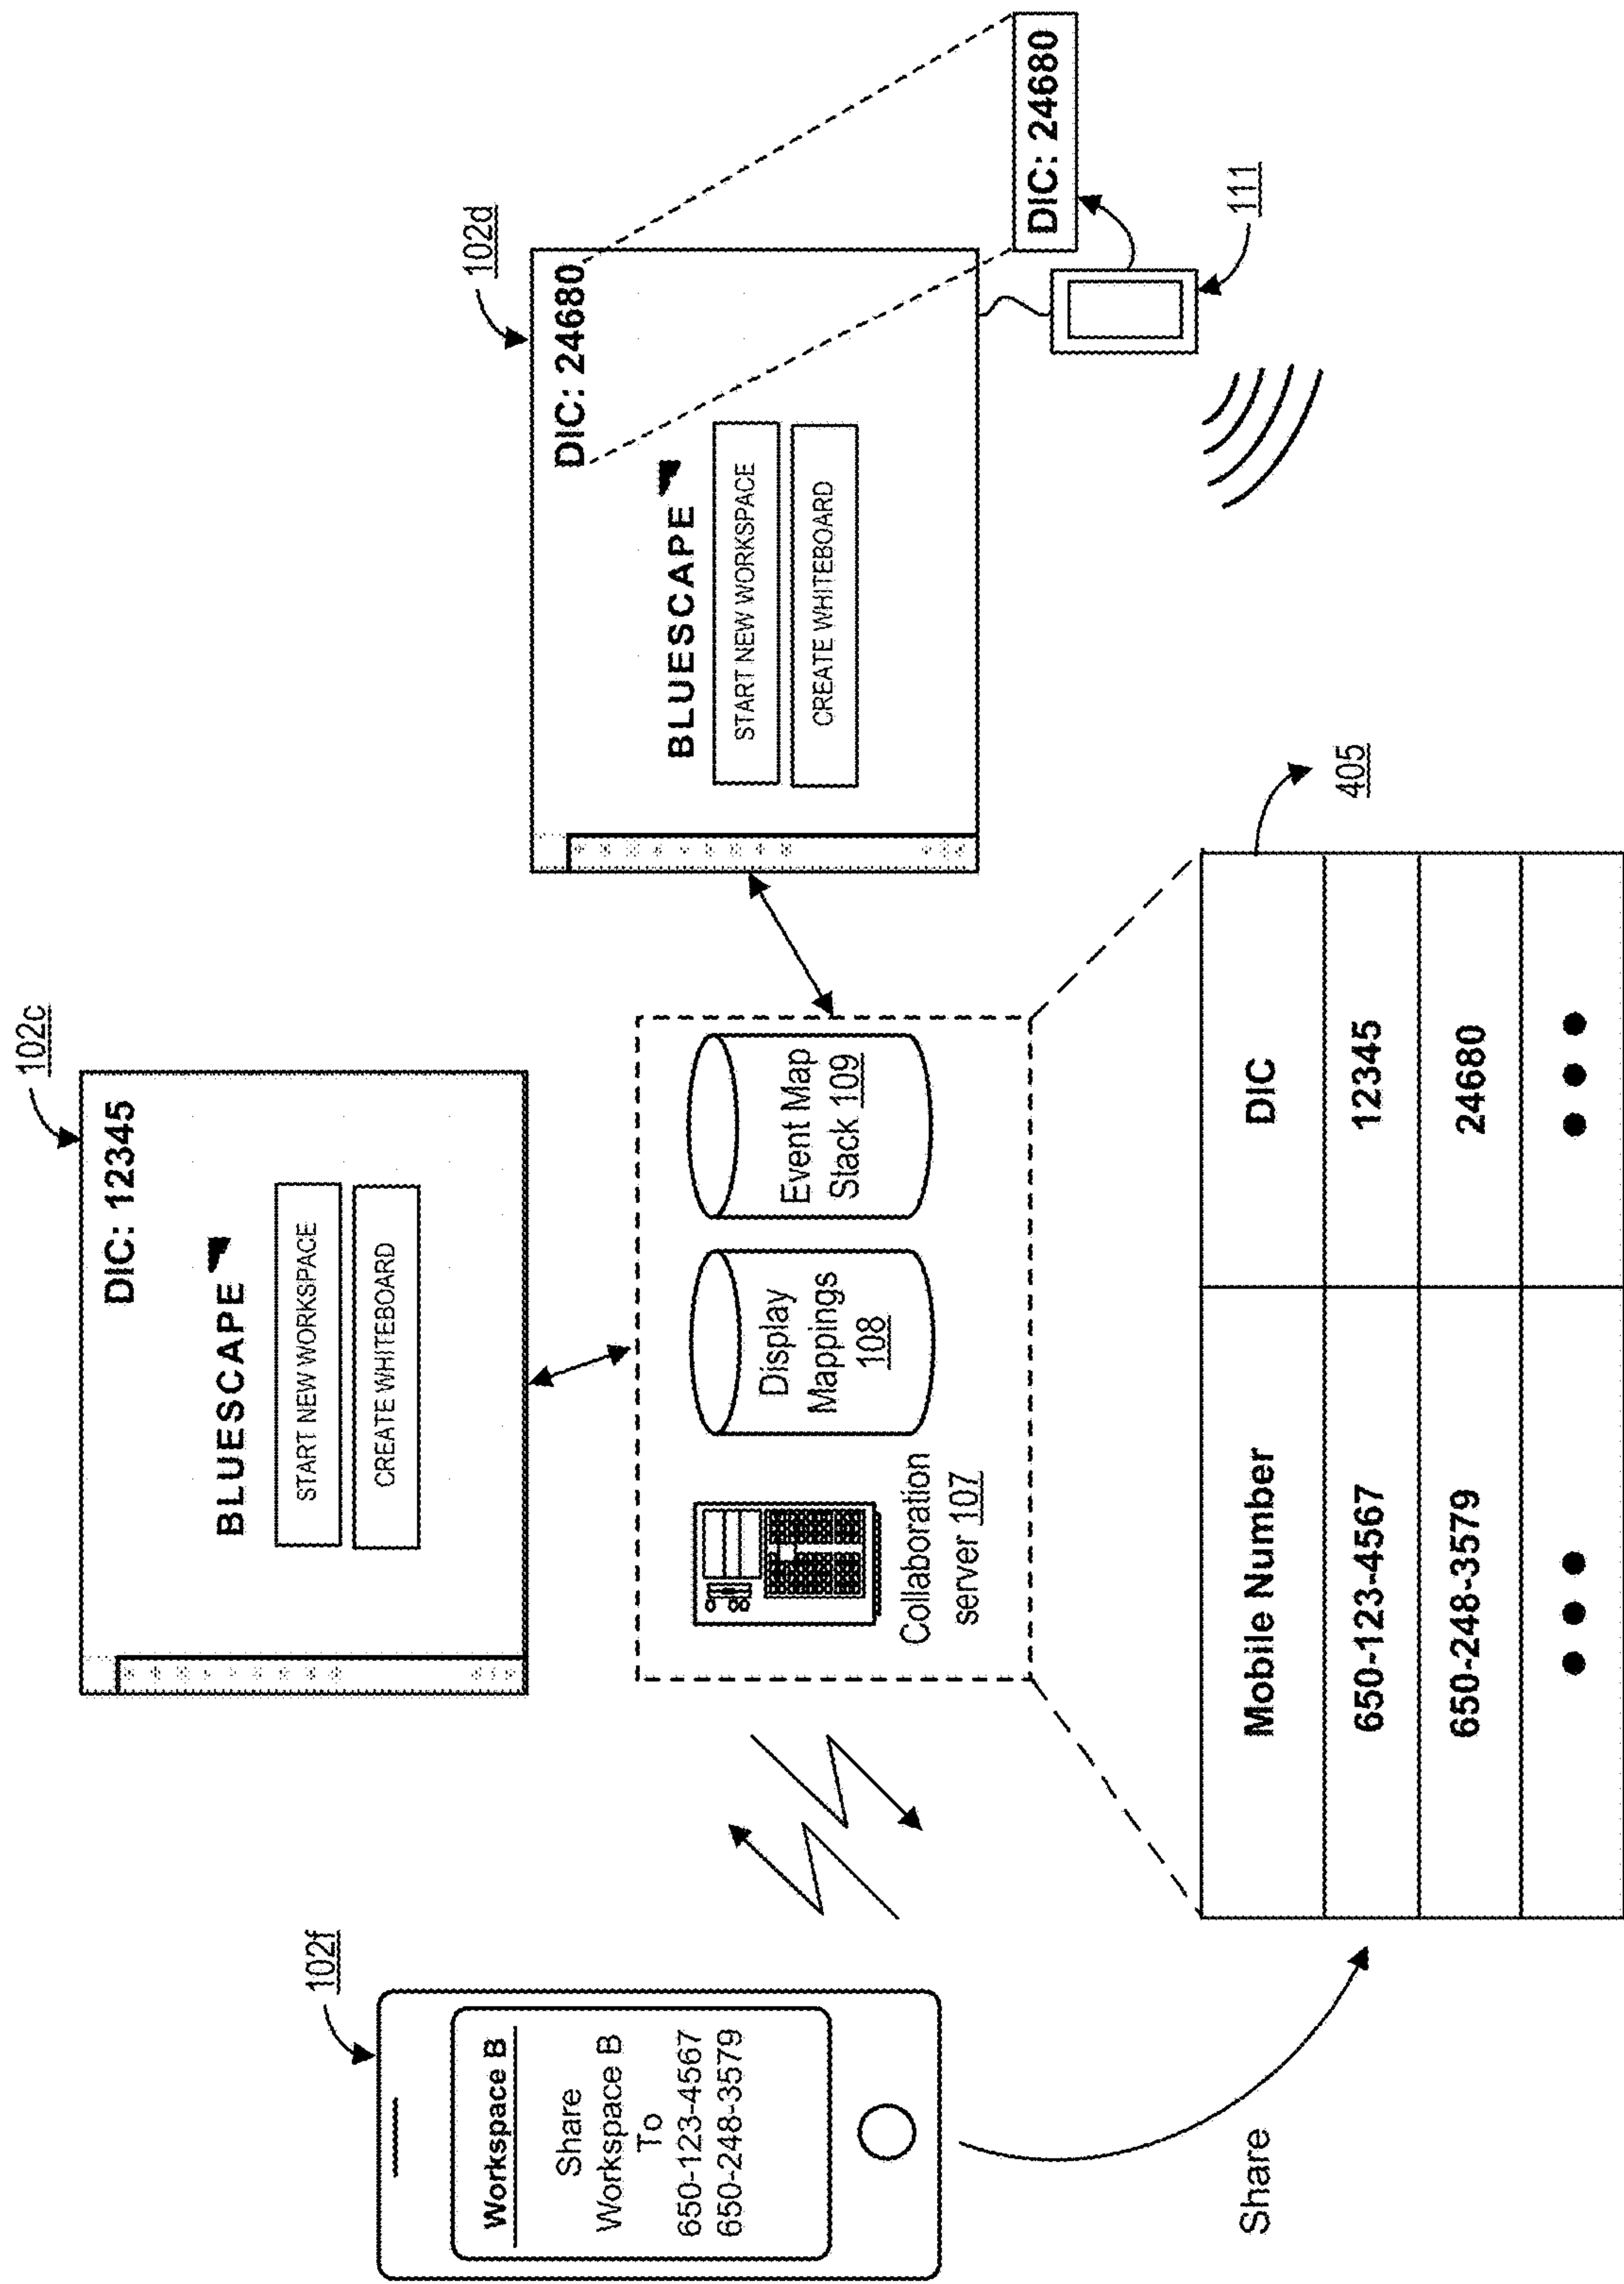 102f
Workspace B
Share
Workspace B
To
650-123-4567
650-248-3579
Share
102c
DIC: 12345
BLUESCAPE
START NEW WORKSPACE
CREATE WHITEBOARD
Collaboration
server 107
Display
Mappings
108
Event Map
Stack 109
102d
DIC: 24680
BLUESCAPE
START NEW WORKSPACE
CREATE WHITEBOARD
DIC: 24680
111
405
Mobile Number DIC
650-123-4567 12345
650-248-3579 24680